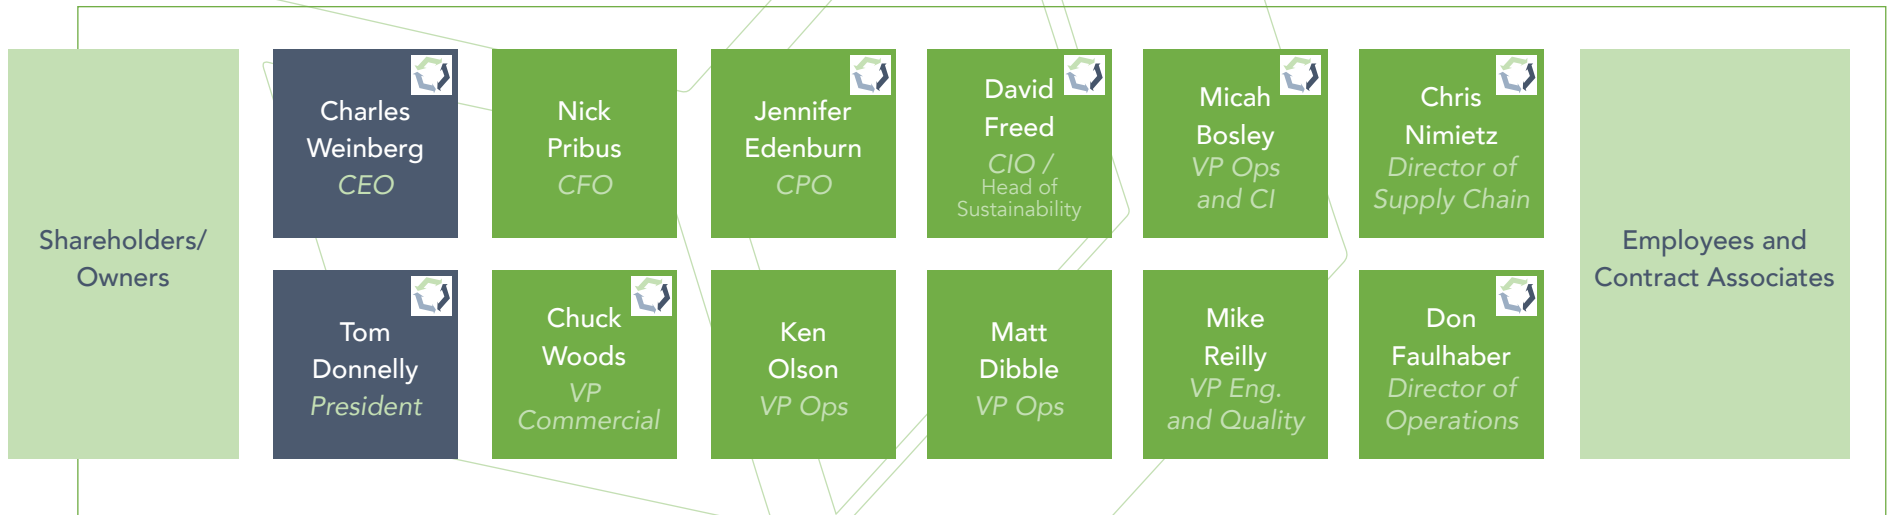 Shareholders/
Owners
Charles
Weinberg
CEO
Nick
Pribus
CFO
Jennifer
Edenburn
CPO
David
Freed
CIO /
Head of
Sustainability
Micah
Bosley
VP Ops
and CI
Chris
Nimietz
Director of
Supply Chain
Tom
Donnelly
President
Chuck
Woods
VP
Commercial
Ken
Olson
VP Ops
Matt
Dibble
VP Ops
Mike
Reilly
VP Eng.
and Quality
Don
Faulhaber
Director of
Operations
Employees and
Contract Associates